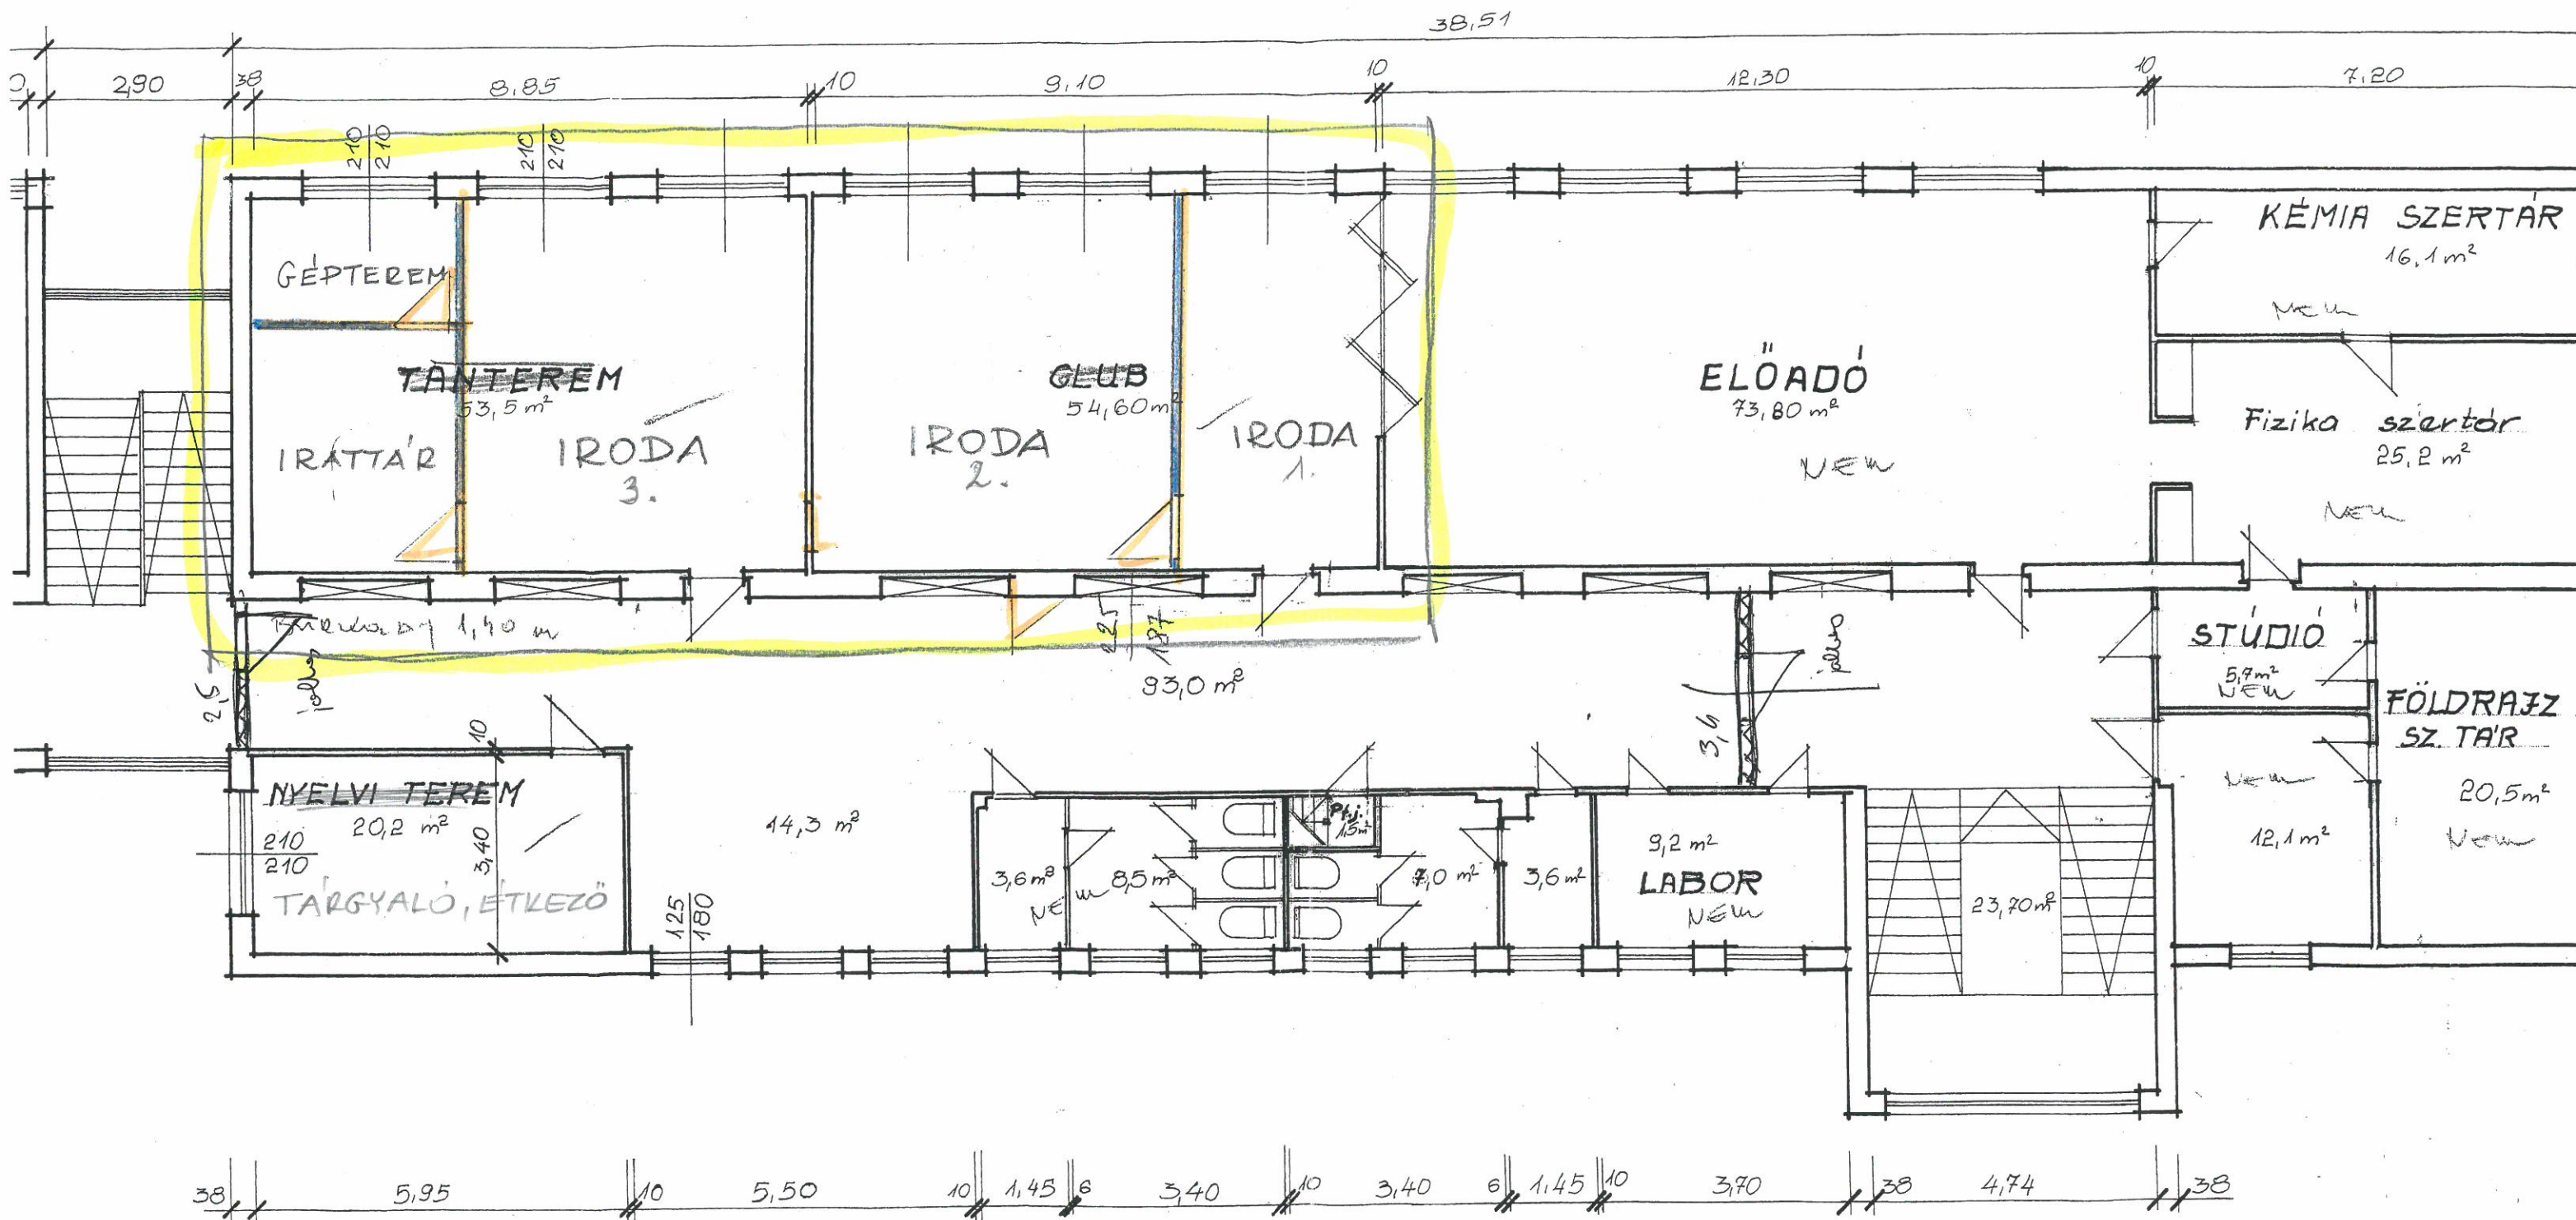 38,51
2,90
38
8,85
10
9,10
10
12,30
10
7,20
210
210
210
210
GÉPTEREM
TANTEREM
53,5 m²
IRATTÁR
IRODA
3.
CLUB
54,60 m²
IRODA
2.
IRODA
1.
ELŐADÓ
73,80 m²
NEM
KÉMIA SZERTÁR
16,1 m²
NEM
Fizika szertár
25,2 m²
NEM
1,40 m
2,5
225
187
93,0 m²
3,4
STÚDIÓ
5,7 m²
NEM
FÖLDRAJZ
SZ. TÁR
20,5 m²
NEM
NEM
12,1 m²
10
NYELVI TEREM
20,2 m²
210
210
3,40
TÁRGYALÓ, ÉTKEZŐ
14,3 m²
125
180
3,6 m²
NEM
8,5 m²
1,5 m²
7,0 m²
3,6 m²
9,2 m²
LABOR
NEM
23,70 m²
38
5,95
10
5,50
10
1,45
6
3,40
10
3,40
6
1,45
10
3,70
38
4,74
38